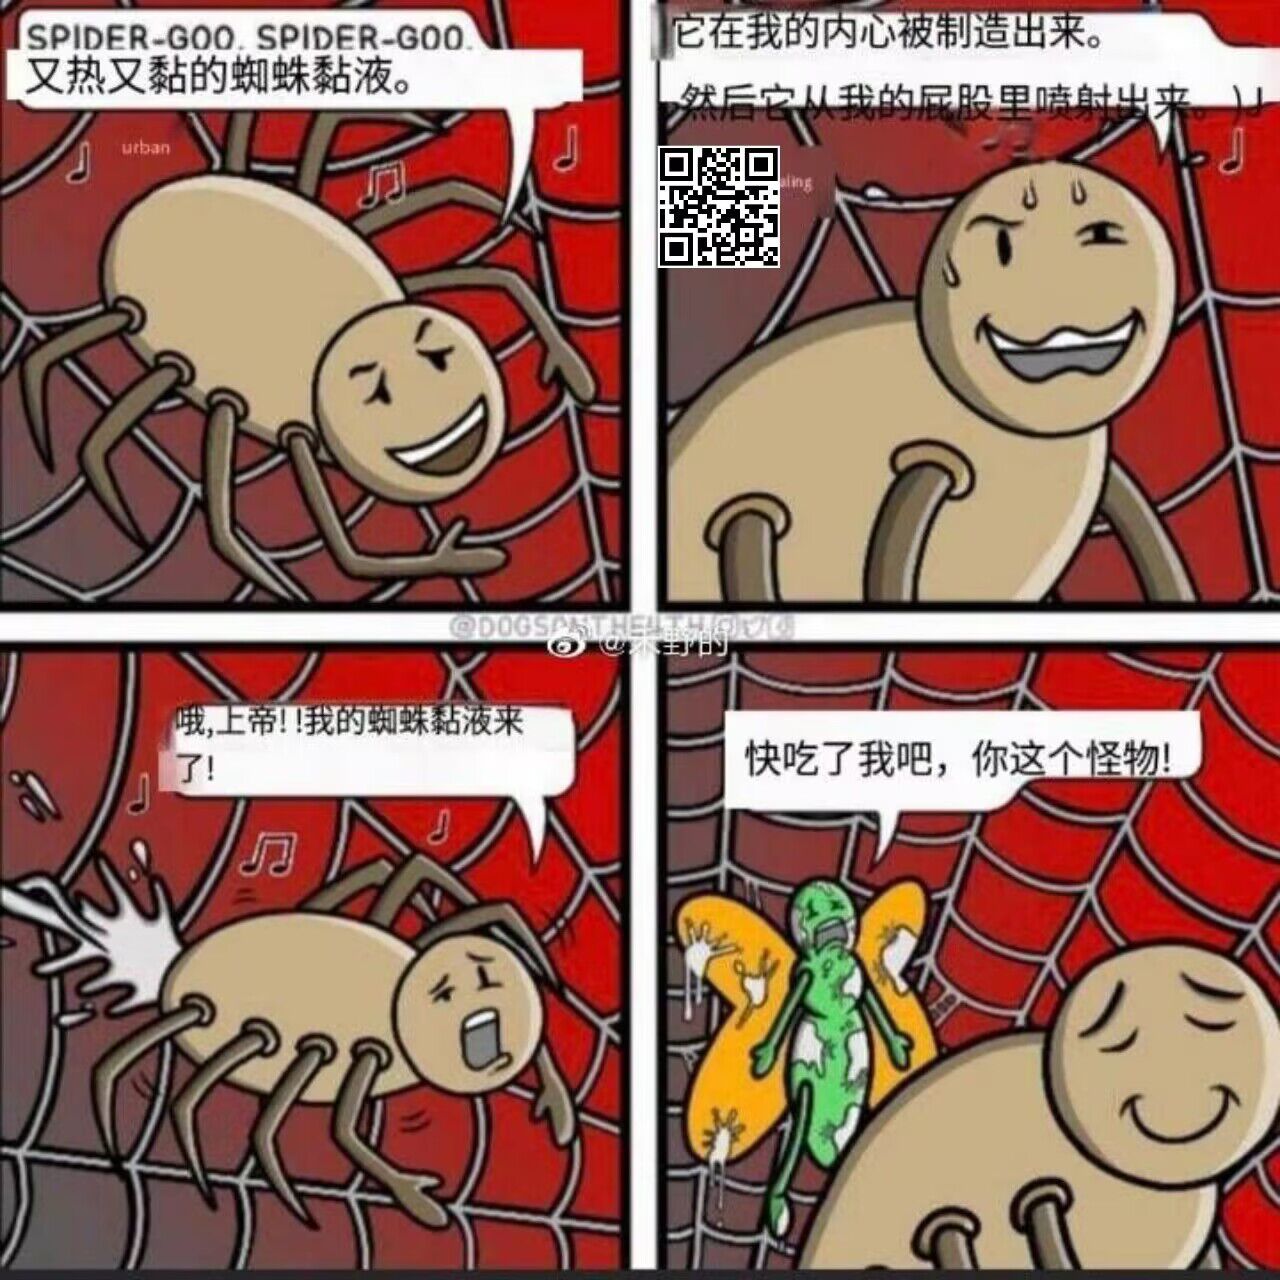 SPIDER-GOO, SPIDER-GOO,
又热又黏的蜘蛛黏液。
urban
它在我的内心被制造出来。
然后它从我的屁股里喷射出来。)
哦,上帝!!我的蜘蛛黏液来
了!
快吃了我吧，你这个怪物!